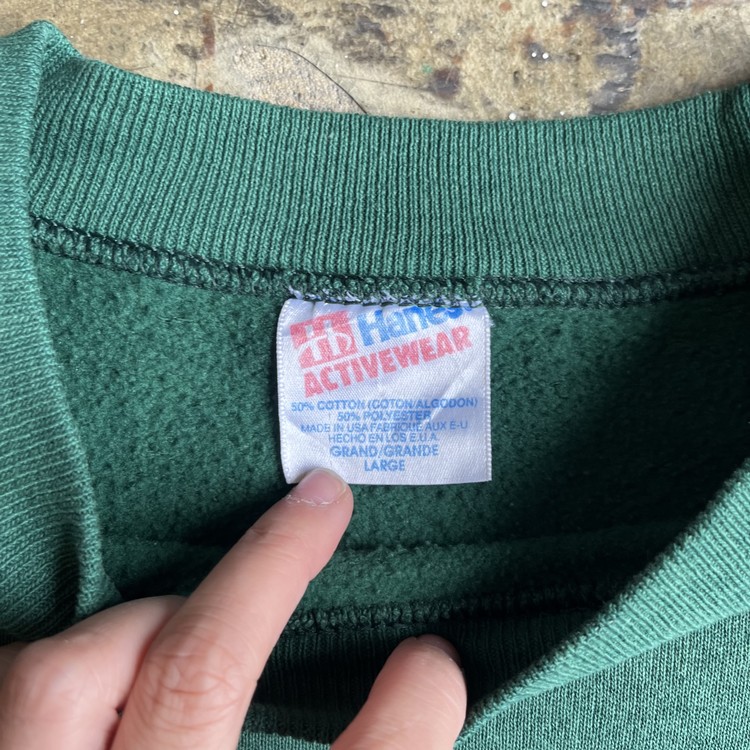 Hanes
ACTIVEWEAR
50% COTTON (COTON/ALGODON)
50% POLYESTER
MADE IN USA FABRIQUE AUX E-U
HECHO EN LOS E.U.A.
GRAND/GRANDE
LARGE